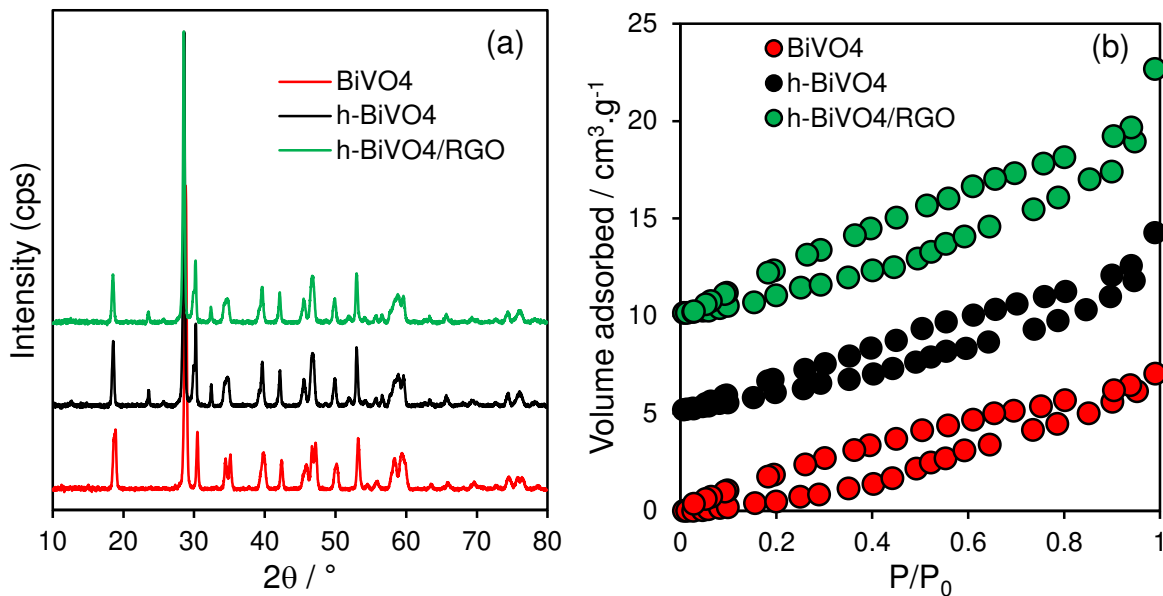 (a)
BiVO4
h-BiVO4
h-BiVO4/RGO
Intensity (cps)
10 20 30 40 50 60 70 80
2θ / °
(b)
BiVO4
h-BiVO4
h-BiVO4/RGO
Volume adsorbed / cm³.g⁻¹
25
20
15
10
5
0
0 0.2 0.4 0.6 0.8 1
P/P₀